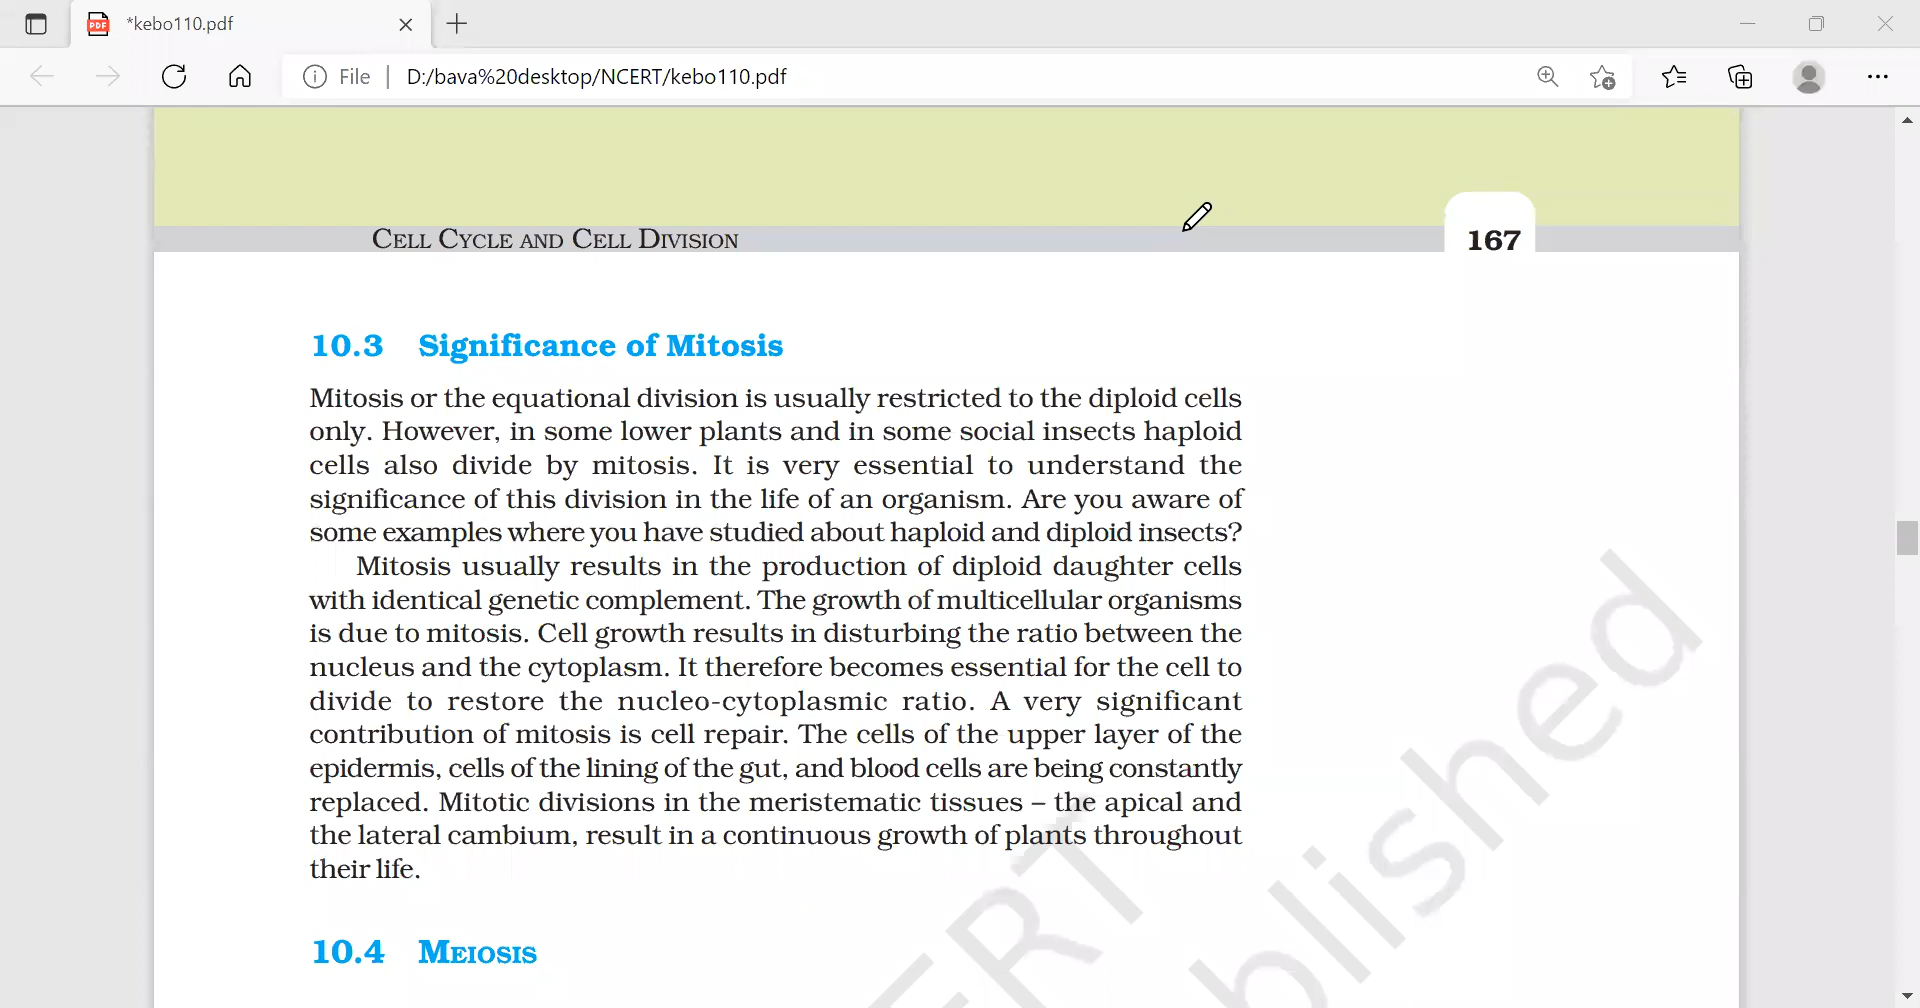 *kebo110.pdf
File
D:/bava%20desktop/NCERT/kebo110.pdf
CELL CYCLE AND CELL DIVISION
167
10.3 Significance of Mitosis
Mitosis or the equational division is usually restricted to the diploid cells
only. However, in some lower plants and in some social insects haploid
cells also divide by mitosis. It is very essential to understand the
significance of this division in the life of an organism. Are you aware of
some examples where you have studied about haploid and diploid insects?
Mitosis usually results in the production of diploid daughter cells
with identical genetic complement. The growth of multicellular organisms
is due to mitosis. Cell growth results in disturbing the ratio between the
nucleus and the cytoplasm. It therefore becomes essential for the cell to
divide to restore the nucleo-cytoplasmic ratio. A very significant
contribution of mitosis is cell repair. The cells of the upper layer of the
epidermis, cells of the lining of the gut, and blood cells are being constantly
replaced. Mitotic divisions in the meristematic tissues – the apical and
the lateral cambium, result in a continuous growth of plants throughout
their life.
10.4 MEIOSIS